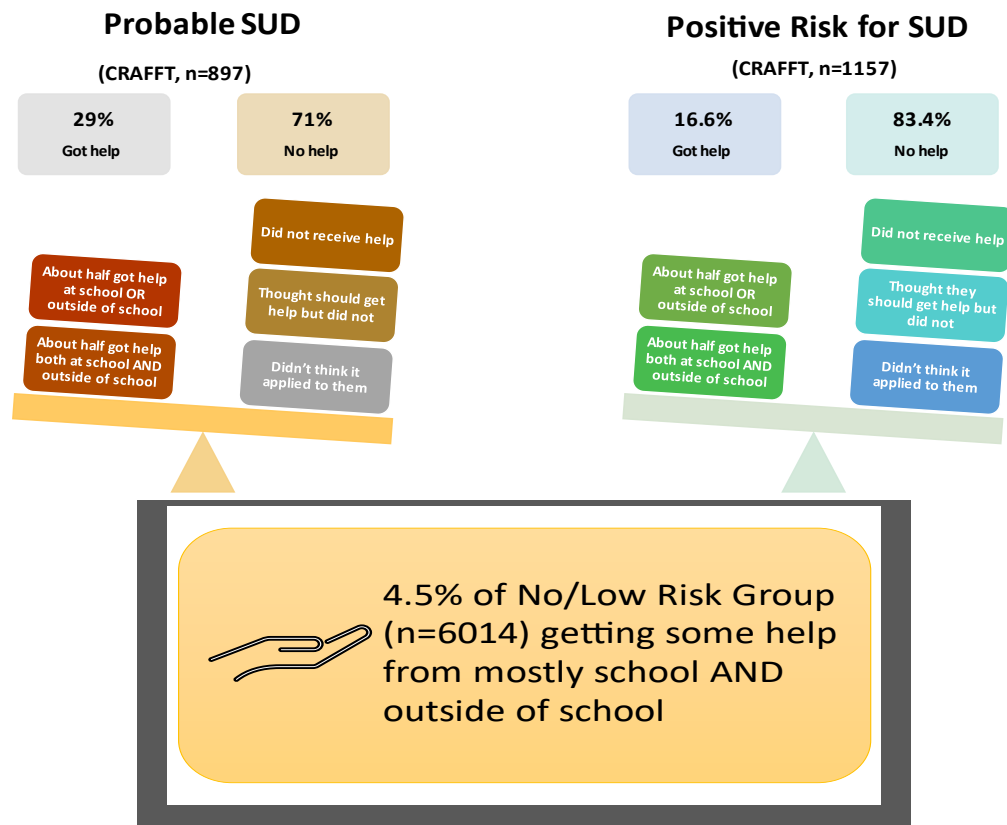 Probable SUD
(CRAFFT, n=897)
29%
Got help
71%
No help
Did not receive help
About half got help
at school OR
outside of school
Thought should get
help but did not
About half got help
both at school AND
outside of school
Didn't think it
applied to them
Positive Risk for SUD
(CRAFFT, n=1157)
16.6%
Got help
83.4%
No help
Did not receive help
About half got help
at school OR
outside of school
Thought they
should get help but
did not
About half got help
both at school AND
outside of school
Didn't think it
applied to them
4.5% of No/Low Risk Group
(n=6014) getting some help
from mostly school AND
outside of school